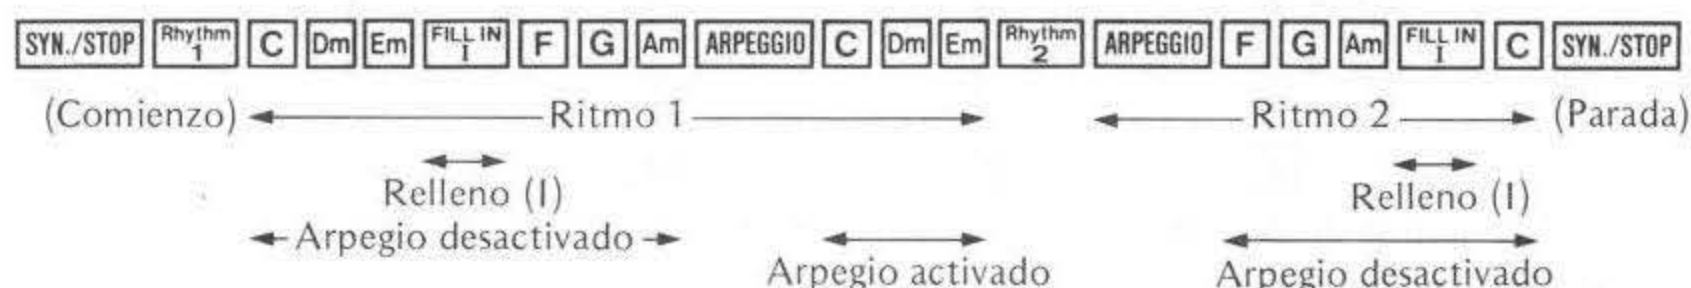 SYN./STOP Rhythm 1 C Dm Em FILL IN I F G Am ARPEGGIO C Dm Em Rhythm 2 ARPEGGIO F G Am FILL IN I C SYN./STOP
(Comienzo) Ritmo 1 Ritmo 2 (Parada)
Relleno (I) Relleno (I)
Arpegio desactivado
Arpegio activado Arpegio desactivado